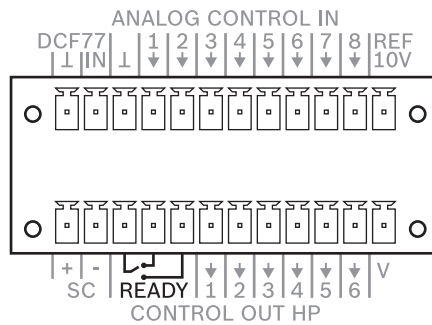 ANALOG CONTROL IN
DCF77 1 2 3 4 5 6 7 8 REF
⊥ IN ⊥ ↓ ↓ ↓ ↓ ↓ ↓ ↓ ↓ 10V
+ - ↓ ↓ ↓ ↓ ↓ ↓ V
SC READY 1 2 3 4 5 6
CONTROL OUT HP